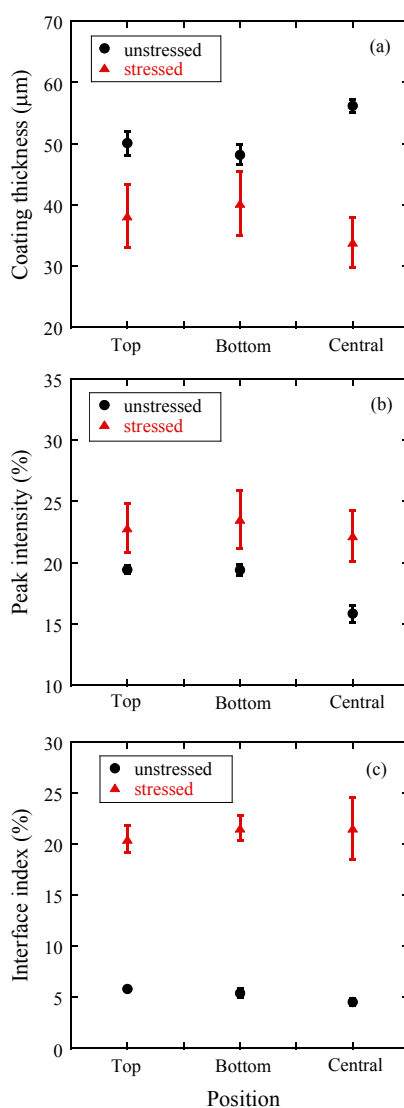 70
60
50
40
30
20
Coating thickness (μm)
unstressed
stressed
(a)
Top Bottom Central
35
30
25
20
15
10
Peak intensity (%)
unstressed
stressed
(b)
Top Bottom Central
30
25
20
15
10
5
0
Interface index (%)
unstressed
stressed
(c)
Top Bottom Central
Position